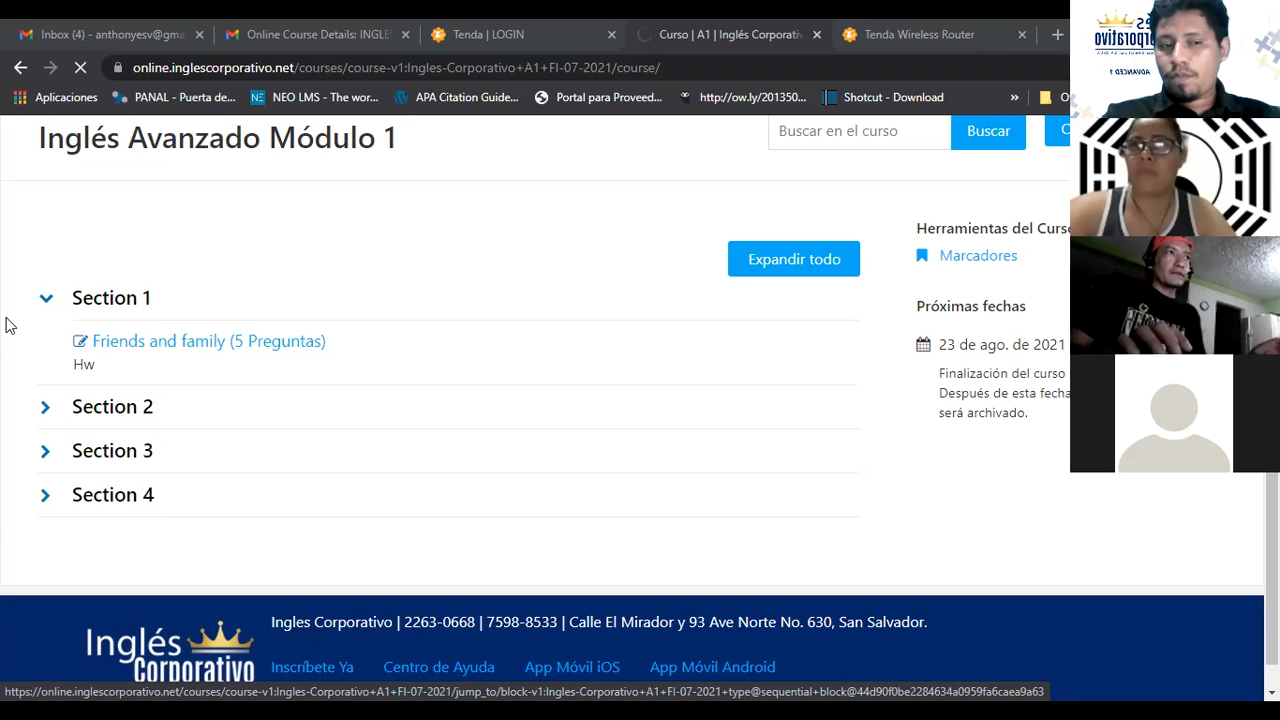 Inbox (4) - anthonyesv@gma
Online Course Details: INGLE
Tenda | LOGIN
Curso | A1 | Inglés Corporativ
Tenda Wireless Router
online.inglescorporativo.net/courses/course-v1:Ingles-Corporativo+A1+FI-07-2021/course/
Aplicaciones
PANAL - Puerta de...
NEO LMS - The wor...
APA Citation Guide...
Portal para Proveed...
http://ow.ly/201350...
Shotcut - Download
»
Inglés Avanzado Módulo 1
Buscar en el curso
Buscar
Herramientas del Curso
Expandir todo
Marcadores
Section 1
Próximas fechas
Friends and family (5 Preguntas)
23 de ago. de 2021
Hw
Finalización del curso
Después de esta fecha
será archivado.
Section 2
Section 3
Section 4
Ingles Corporativo | 2263-0668 | 7598-8533 | Calle El Mirador y 93 Ave Norte No. 630, San Salvador.
Inglés
Corporativo
Inscríbete Ya
Centro de Ayuda
App Móvil iOS
App Móvil Android
https://online.inglescorporativo.net/courses/course-v1:Ingles-Corporativo+A1+FI-07-2021/jump_to/block-v1:Ingles-Corporativo+A1+FI-07-2021+type@sequential+block@44d90f0be2284634a0959fa6caea9a63
ADVANCED 1